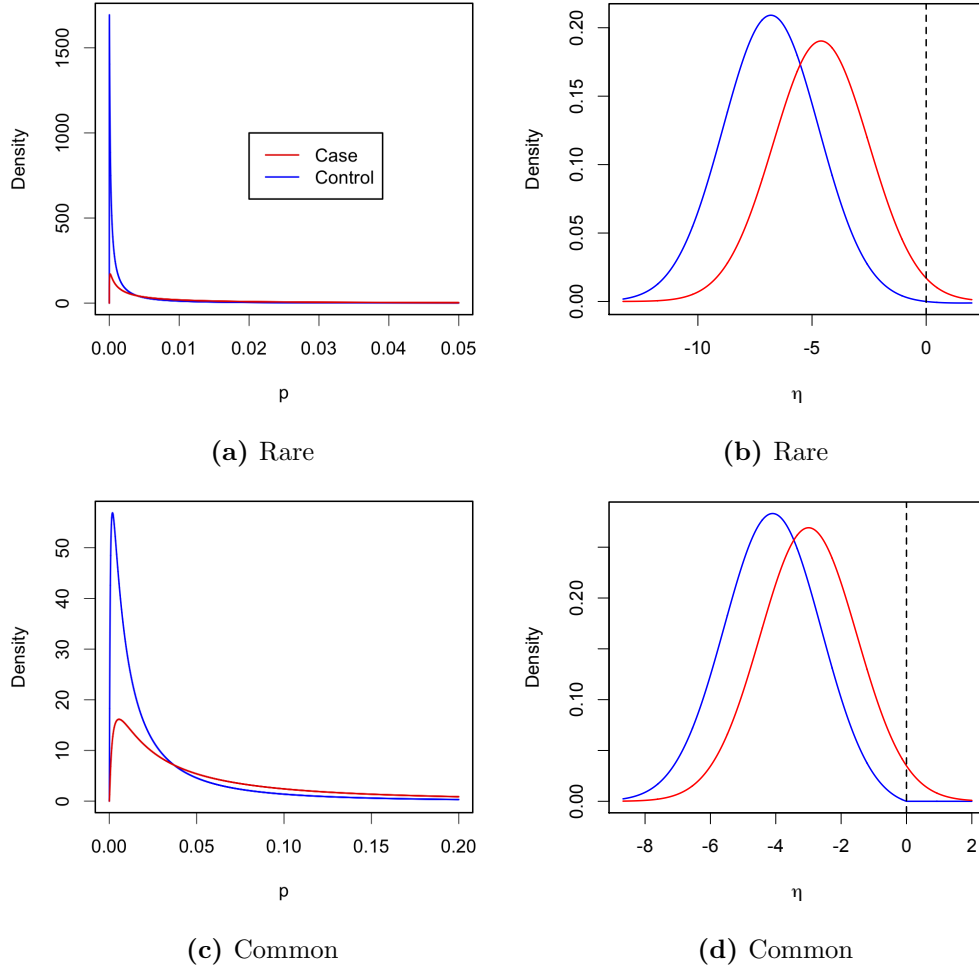 Density
1500
1000
500
0
Case
Control
0.00 0.01 0.02 0.03 0.04 0.05
p
(a) Rare
Density
0.20
0.15
0.10
0.05
0.00
-10 -5 0
η
(b) Rare
Density
50
40
30
20
10
0
0.00 0.05 0.10 0.15 0.20
p
(c) Common
Density
0.20
0.10
0.00
-8 -6 -4 -2 0 2
η
(d) Common